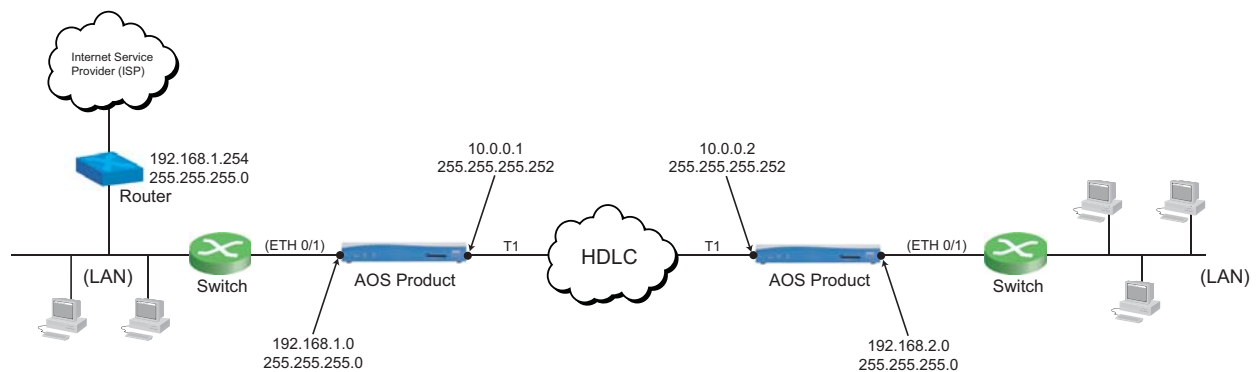 Internet Service
Provider (ISP)
192.168.1.254
255.255.255.0
Router
10.0.0.1
255.255.255.252
10.0.0.2
255.255.255.252
(LAN)
Switch
(ETH 0/1)
AOS Product
T1
HDLC
T1
AOS Product
(ETH 0/1)
Switch
(LAN)
192.168.1.0
255.255.255.0
192.168.2.0
255.255.255.0